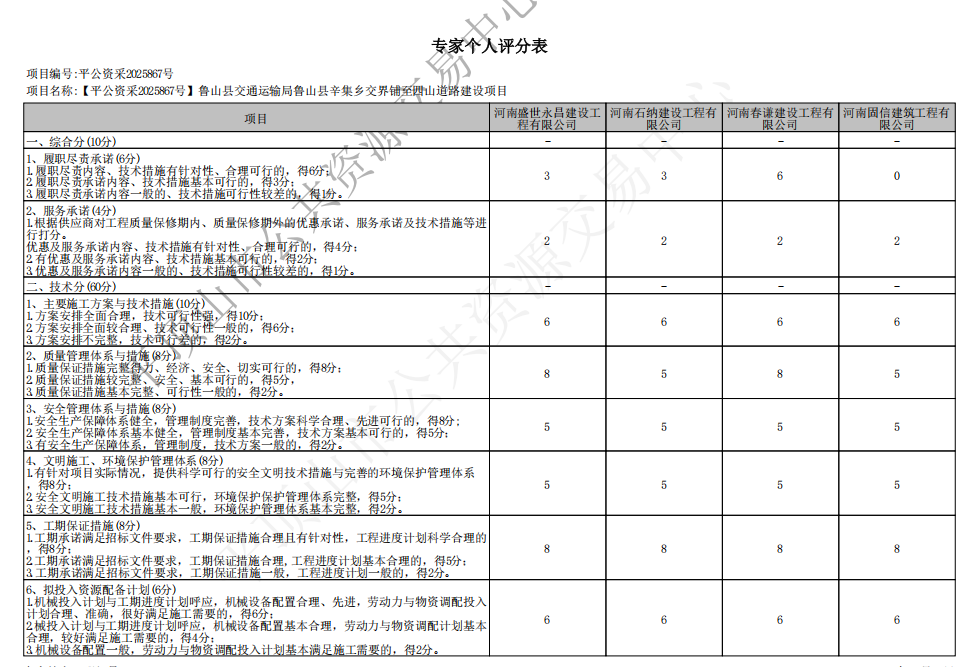 专家个人评分表
项目编号:平公资采2025867号
项目名称:【平公资采2025867号】鲁山县交通运输局鲁山县辛集乡交界铺至四山道路建设项目
项目 河南盛世永昌建设工程有限公司 河南石纳建设工程有限公司 河南春谦建设工程有限公司 河南固信建筑工程有限公司
一、综合分(10分) - - - -
1、履职尽责承诺(6分)
1.履职尽责内容、技术措施有针对性、合理可行的，得6分；
2.履职尽责承诺内容、技术措施基本可行的，得3分；
3.履职尽责承诺内容一般的、技术措施可行性较差的，得1分。
3 3 6 0
2、服务承诺(4分)
1.根据供应商对工程质量保修期内、质量保修期外的优惠承诺、服务承诺及技术措施等进
行打分。
优惠及服务承诺内容、技术措施有针对性、合理可行的，得4分；
2.有优惠及服务承诺内容、技术措施基本可行的，得2分；
3.优惠及服务承诺内容一般的、技术措施可行性较差的，得1分。
2 2 2 2
二、技术分(60分) - - - -
1、主要施工方案与技术措施(10分)
1.方案安排全面合理，技术可行性强，得10分；
2.方案安排全面较合理、技术可行性一般的，得6分；
3.方案安排不完整，技术可行差的，得2分。
6 6 6 6
2、质量管理体系与措施(8分)
1.质量保证措施完整得力、经济、安全、切实可行的，得8分；
2.质量保证措施较完整、安全、基本可行的，得5分，
3.质量保证措施基本完整、可行性一般的，得2分。
8 5 8 5
3、安全管理体系与措施(8分)
1.安全生产保障体系健全，管理制度完善，技术方案科学合理、先进可行的，得8分；
2.安全生产保障体系基本健全，管理制度基本完善，技术方案基本可行的，得5分；
3.有安全生产保障体系，管理制度，技术方案一般的，得2分。
5 5 5 5
4、文明施工、环境保护管理体系(8分)
1.有针对项目实际情况，提供科学可行的安全文明技术措施与完善的环境保护管理体系
，得8分；
2.安全文明施工技术措施基本可行，环境保护保护管理体系完整，得5分；
3.安全文明施工技术措施基本一般，环境保护管理体系基本完整，得2分。
5 5 5 5
5、工期保证措施(8分)
1.工期承诺满足招标文件要求，工期保证措施合理且有针对性，工程进度计划科学合理的
，得8分；
2.工期承诺满足招标文件要求，工期保证措施合理,工程进度计划基本合理的，得5分；
3.工期承诺满足招标文件要求，工期保证措施一般，工程进度计划一般的，得2分。
8 8 8 8
6、拟投入资源配备计划(6分)
1.机械投入计划与工期进度计划呼应，机械设备配置合理、先进，劳动力与物资调配投入
计划合理、准确，很好满足施工需要的，得6分；
2.械投入计划与工期进度计划呼应，机械设备配置基本合理，劳动力与物资调配计划基本
合理，较好满足施工需要的，得4分；
3.机械设备配置一般，劳动力与物资调配投入计划基本满足施工需要的，得2分。
6 6 6 6
平顶山市公共资源交易中心
平顶山市公共资源交易中心